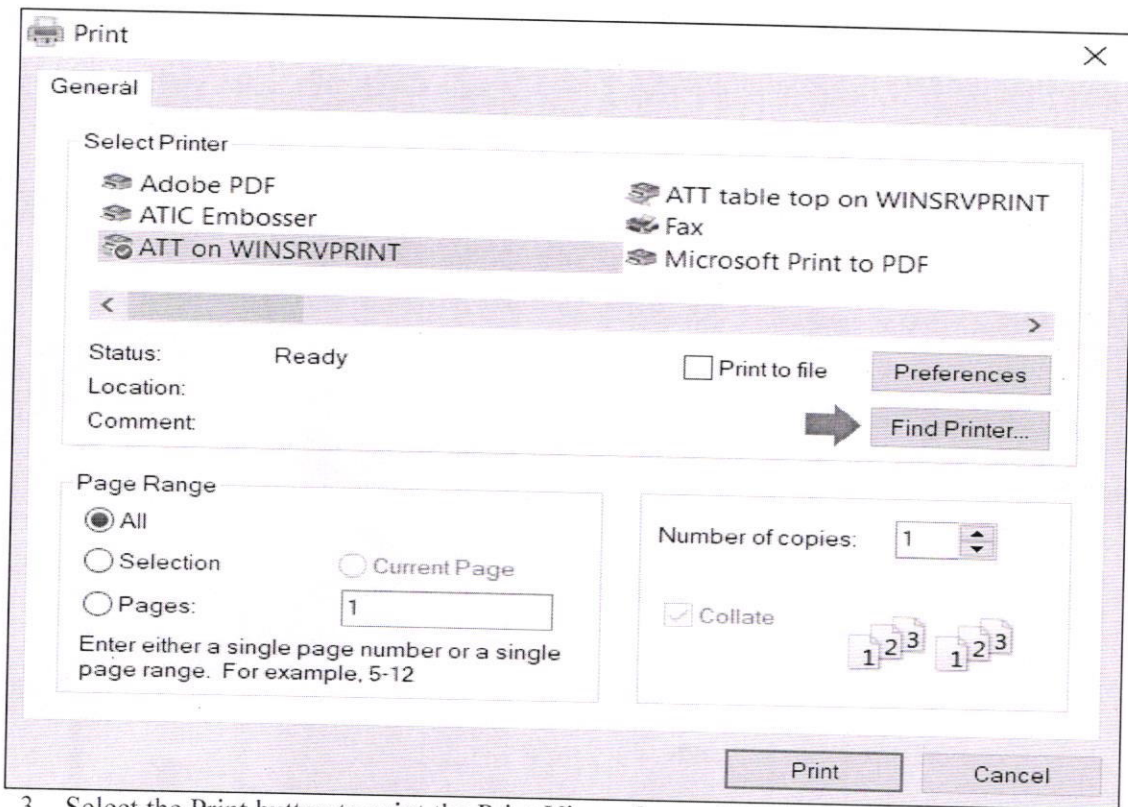 Print
General
Select Printer
Adobe PDF
ATIC Embosser
ATT on WINSRVPRINT
ATT table top on WINSRVPRINT
Fax
Microsoft Print to PDF
Status: Ready
Location:
Comment:
Print to file
Preferences
Find Printer...
Page Range
All
Selection
Current Page
Pages: 1
Enter either a single page number or a single
page range. For example, 5-12
Number of copies: 1
Collate
1 2 3 1 2 3
Print
Cancel
3. Select the Print button to print the